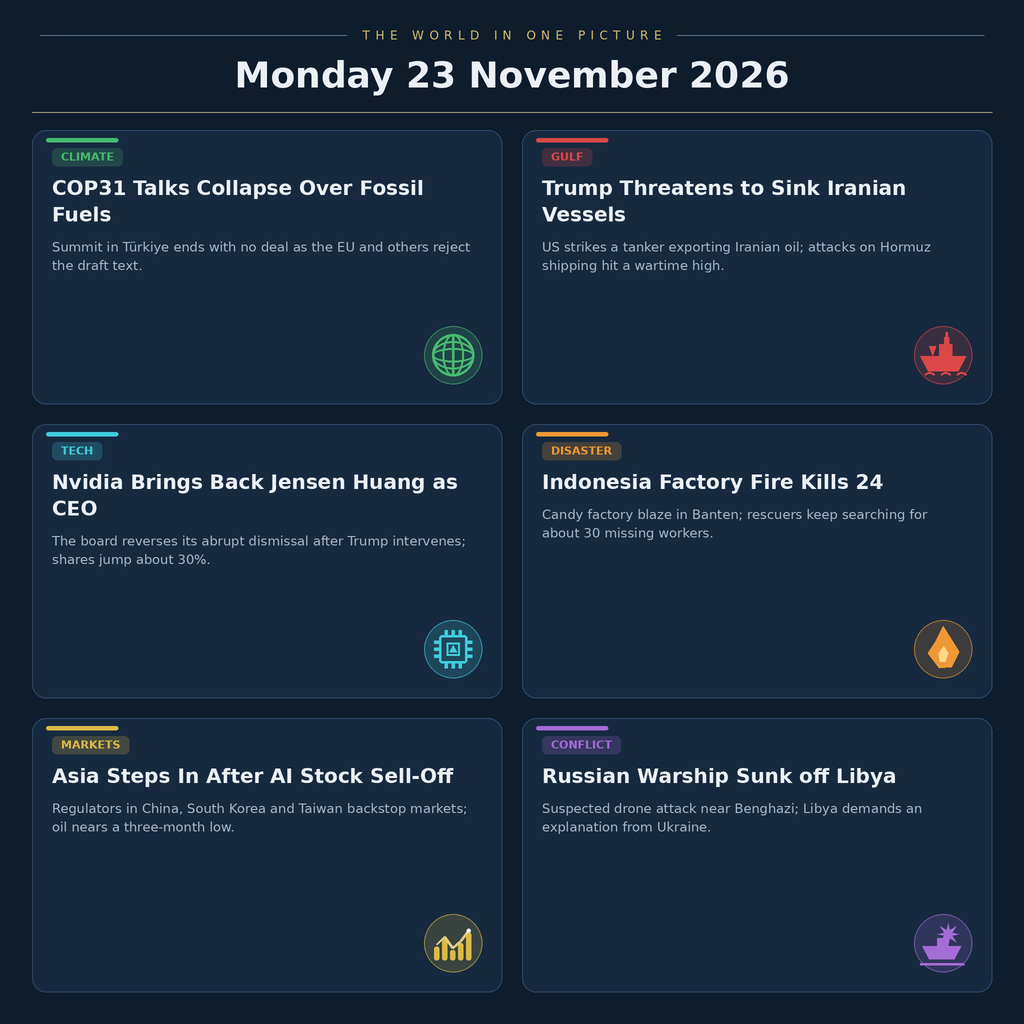 THE WORLD IN ONE PICTURE
Monday 23 November 2026
CLIMATE
COP31 Talks Collapse Over Fossil
Fuels
Summit in Türkiye ends with no deal as the EU and others reject
the draft text.
GULF
Trump Threatens to Sink Iranian
Vessels
US strikes a tanker exporting Iranian oil; attacks on Hormuz
shipping hit a wartime high.
TECH
Nvidia Brings Back Jensen Huang as
CEO
The board reverses its abrupt dismissal after Trump intervenes;
shares jump about 30%.
DISASTER
Indonesia Factory Fire Kills 24
Candy factory blaze in Banten; rescuers keep searching for
about 30 missing workers.
MARKETS
Asia Steps In After AI Stock Sell-Off
Regulators in China, South Korea and Taiwan backstop markets;
oil nears a three-month low.
CONFLICT
Russian Warship Sunk off Libya
Suspected drone attack near Benghazi; Libya demands an
explanation from Ukraine.